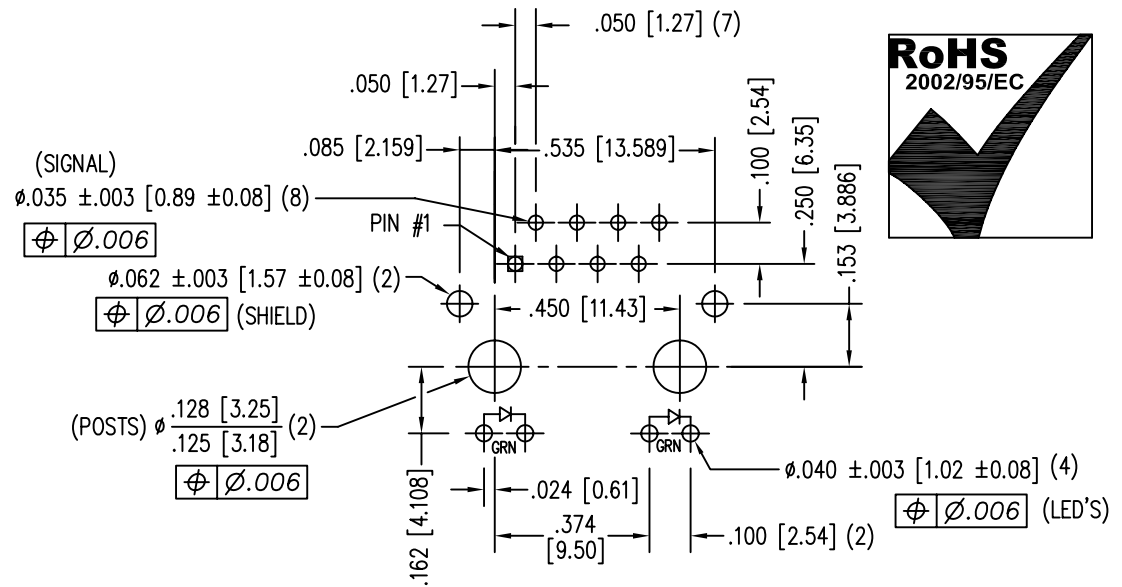 .050 [1.27] (7)
RoHS
2002/95/EC
.050 [1.27]
.100 [2.54]
.250 [6.35]
.153 [3.886]
.085 [2.159]
.535 [13.589]
(SIGNAL)
ø.035 ±.003 [0.89 ±0.08] (8)
⌖ Ø.006
PIN #1
ø.062 ±.003 [1.57 ±0.08] (2)
⌖ Ø.006 (SHIELD)
.450 [11.43]
(POSTS) ø .128 [3.25]
.125 [3.18] (2)
⌖ Ø.006
GRN
GRN
ø.040 ±.003 [1.02 ±0.08] (4)
⌖ Ø.006 (LED'S)
.162 [4.108]
.024 [0.61]
.374
[9.50]
.100 [2.54] (2)